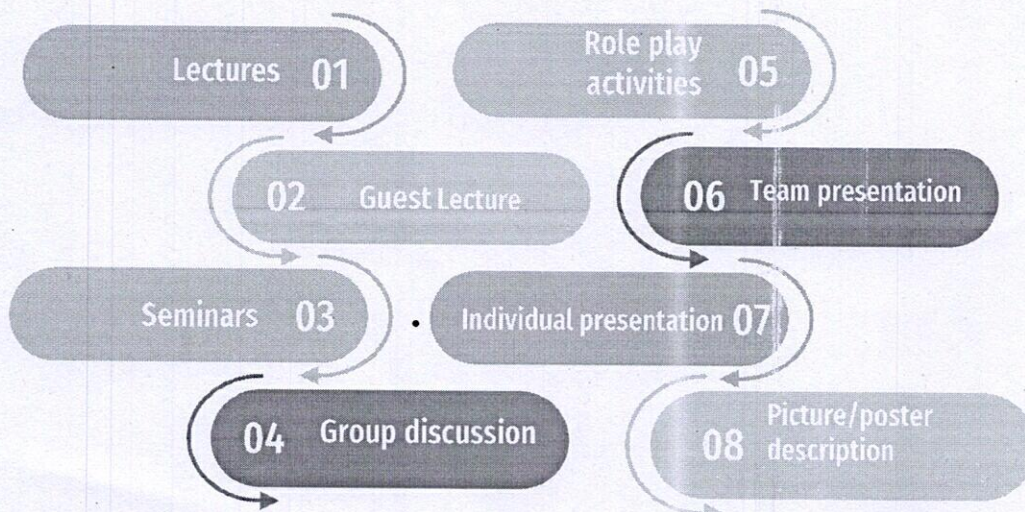 Lectures 01
02 Guest Lecture
Seminars 03
04 Group discussion
Role play
activities 05
06 Team presentation
Individual presentation 07
08 Picture/poster
description